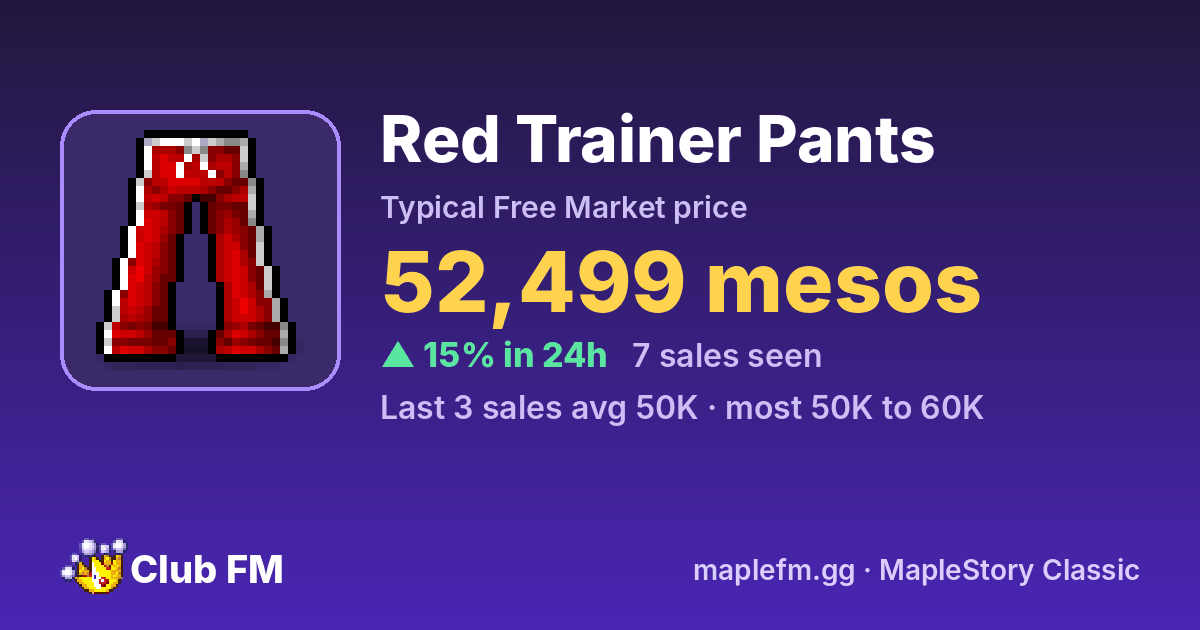 Red Trainer Pants
Typical Free Market price
52,499 mesos
▲ 15% in 24h 7 sales seen
Last 3 sales avg 50K · most 50K to 60K
Club FM
maplefm.gg · MapleStory Classic